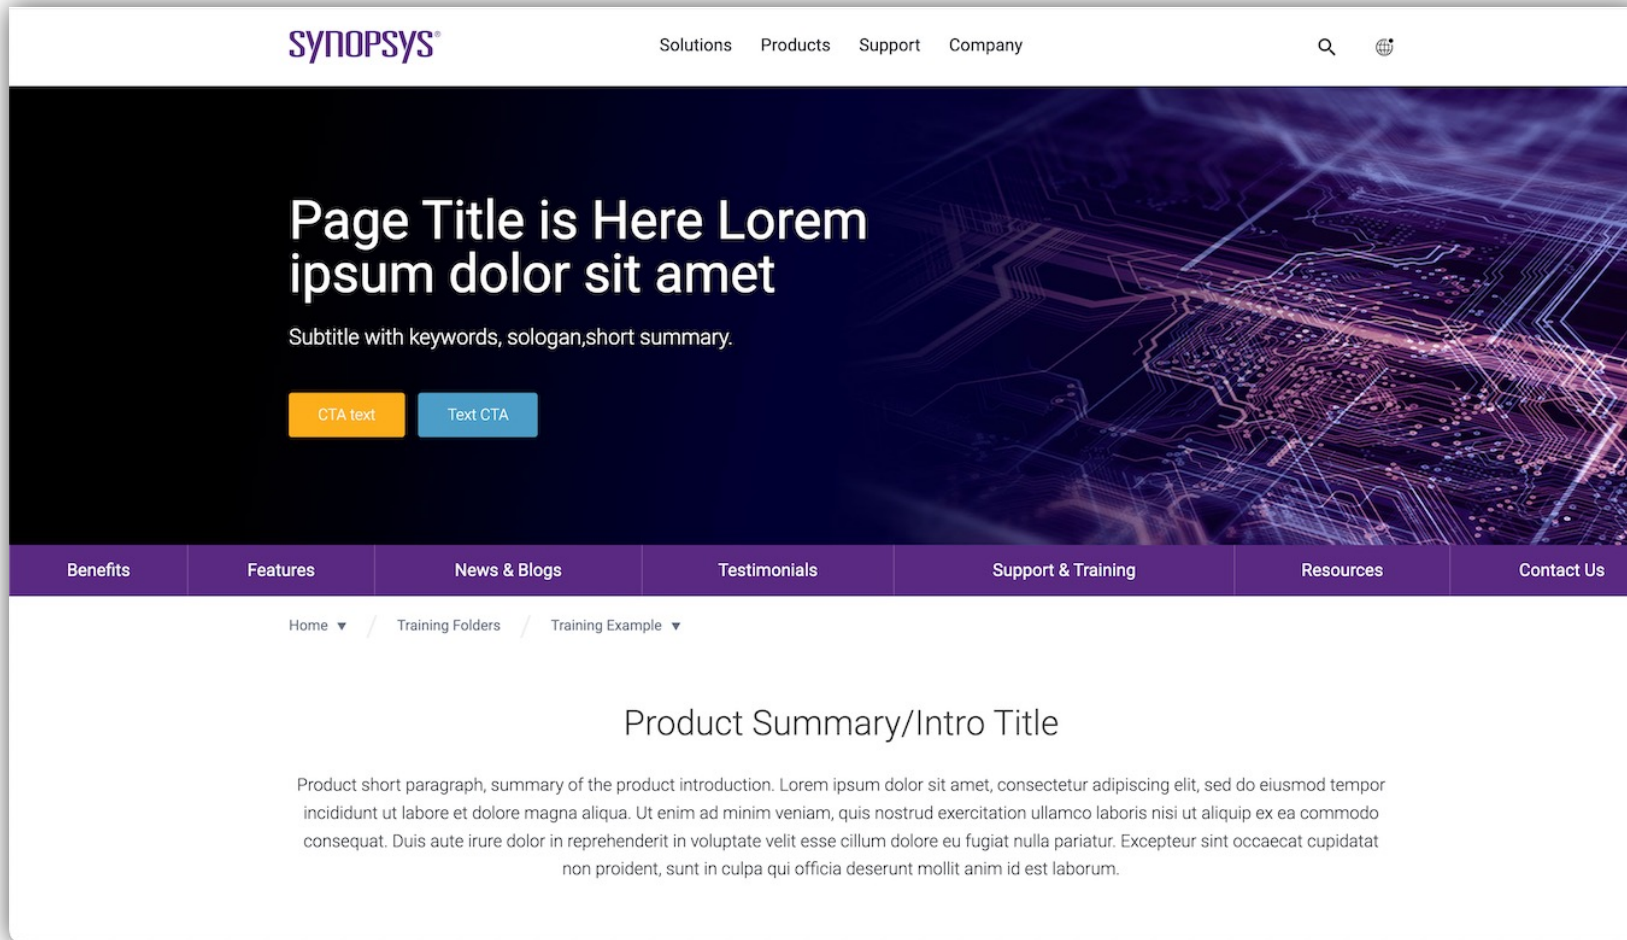 SYNOPSYS®
Solutions Products Support Company
Page Title is Here Lorem
ipsum dolor sit amet
Subtitle with keywords, sologan,short summary.
CTA text Text CTA
Benefits Features News & Blogs Testimonials Support & Training Resources Contact Us
Home ▼ / Training Folders / Training Example ▼
Product Summary/Intro Title
Product short paragraph, summary of the product introduction. Lorem ipsum dolor sit amet, consectetur adipiscing elit, sed do eiusmod tempor
incididunt ut labore et dolore magna aliqua. Ut enim ad minim veniam, quis nostrud exercitation ullamco laboris nisi ut aliquip ex ea commodo
consequat. Duis aute irure dolor in reprehenderit in voluptate velit esse cillum dolore eu fugiat nulla pariatur. Excepteur sint occaecat cupidatat
non proident, sunt in culpa qui officia deserunt mollit anim id est laborum.